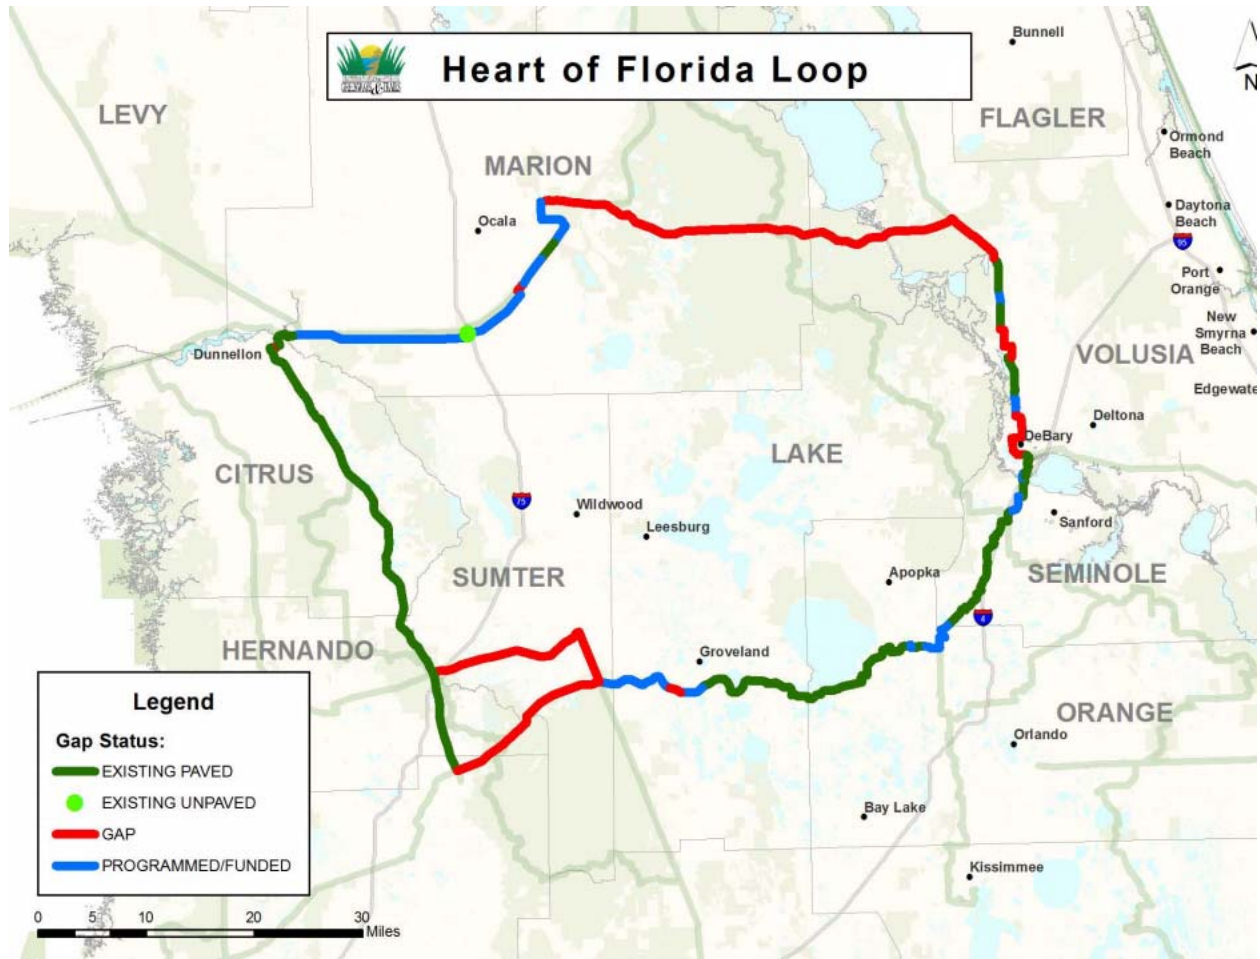 Heart of Florida Loop
GREENWAYS & TRAILS
Bunnell
N
LEVY
FLAGLER
Ormond
Beach
MARION
Ocala
Daytona
Beach
95
Port
Orange
New
Smyrna
Beach
Dunnellon
VOLUSIA
Edgewate
Deltona
DeBary
LAKE
CITRUS
75
Wildwood
Leesburg
Sanford
SUMTER
Apopka
SEMINOLE
4
HERNANDO
Groveland
Legend
Gap Status:
EXISTING PAVED
EXISTING UNPAVED
GAP
PROGRAMMED/FUNDED
ORANGE
Orlando
Bay Lake
Kissimmee
0 5 10 20 30
Miles